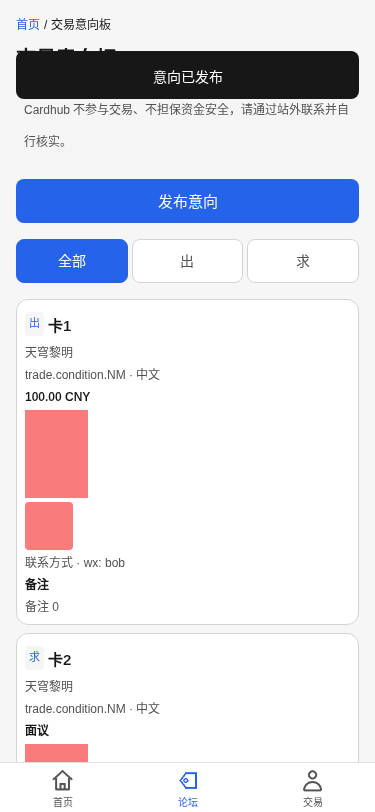 首页 / 交易意向板
意向已发布
Cardhub 不参与交易、不担保资金安全，请通过站外联系并自
行核实。
发布意向
全部
出
求
出 卡1
天穹黎明
trade.condition.NM · 中文
100.00 CNY
联系方式 · wx: bob
备注
备注 0
求 卡2
天穹黎明
trade.condition.NM · 中文
面议
首页
论坛
交易